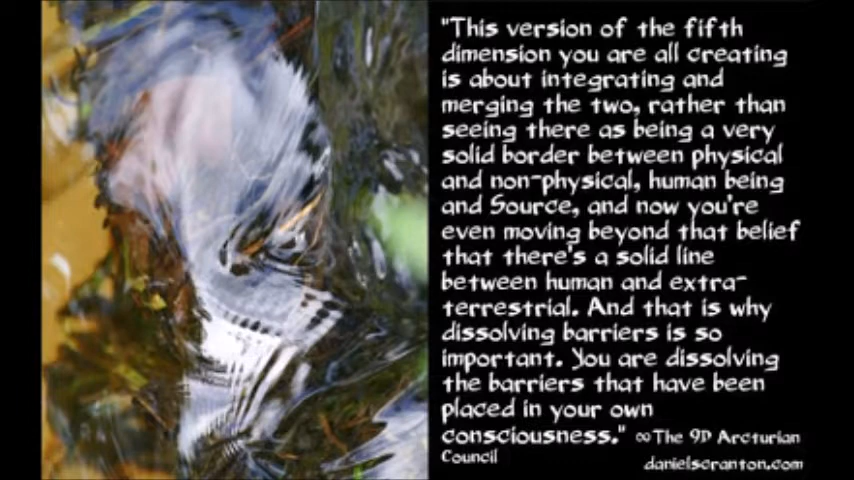 "This version of the fifth
dimension you are all creating
is about integrating and
merging the two, rather than
seeing there as being a very
solid border between physical
and non-physical, human being
and Source, and now you're
even moving beyond that belief
that there's a solid line
between human and extra-
terrestrial. And that is why
dissolving barriers is so
important. You are dissolving
the barriers that have been
placed in your own
consciousness." ∞The 9D Arcturian
Council
danielscranton.com